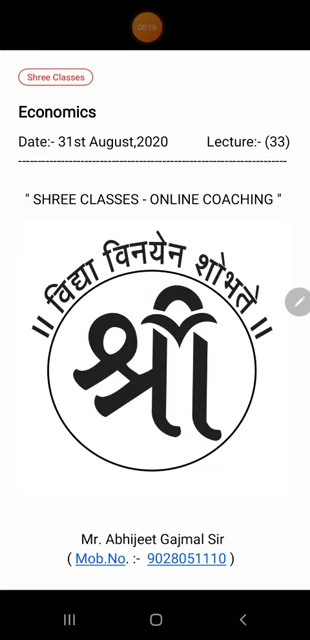 00:16
Shree Classes
Economics
Date:- 31st August,2020 Lecture:- (33)
--------------------------------------------------------------------
" SHREE CLASSES - ONLINE COACHING "
॥ विद्या विनयेन शोभते ॥
श्री
Mr. Abhijeet Gajmal Sir
( Mob.No. :- 9028051110 )